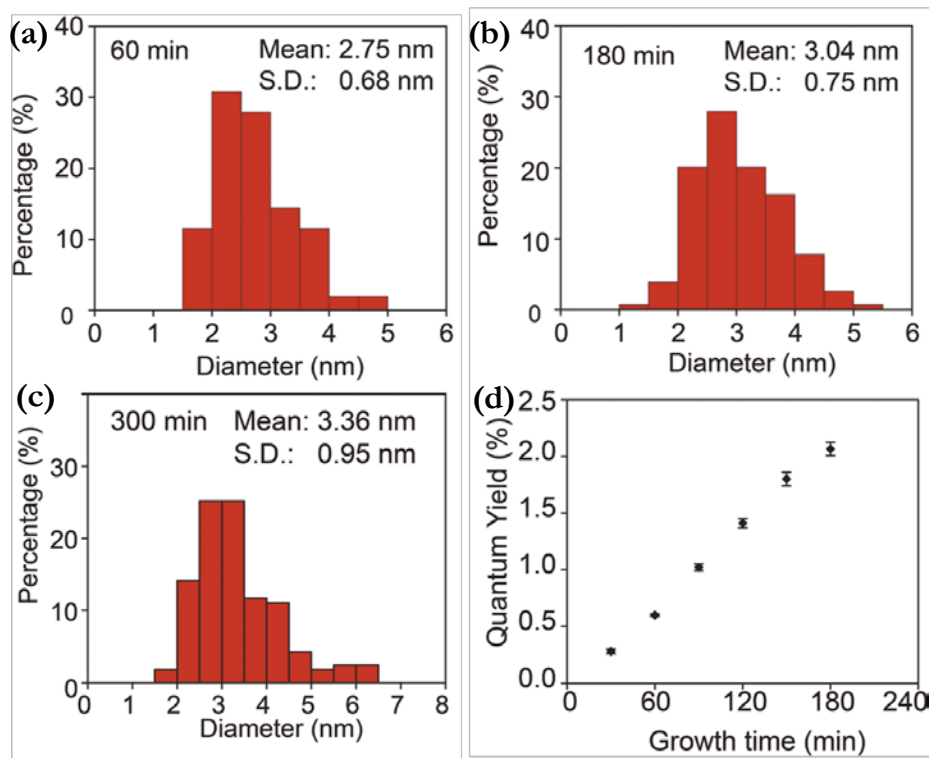 (a)
60 min
Mean: 2.75 nm
S.D.: 0.68 nm
Percentage (%)
40
30
20
10
0
0 1 2 3 4 5 6
Diameter (nm)
(b)
180 min
Mean: 3.04
S.D.: 0.75 nm
Percentage (%)
40
30
20
10
0
0 1 2 3 4 5 6
Diameter (nm)
(c)
300 min
Mean: 3.36 nm
S.D.: 0.95 nm
Percentage (%)
30
20
10
0
0 1 2 3 4 5 6 7 8
Diameter (nm)
(d)
Quantum Yield (%)
2.5
2.0
1.5
1.0
0.5
0.0
0 60 120 180 240
Growth time (min)